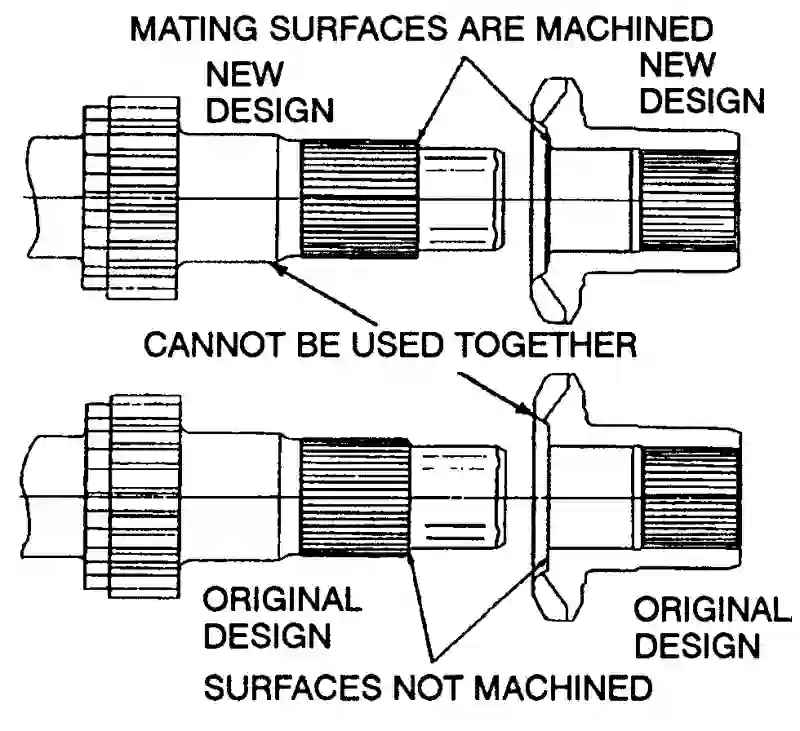 MATING SURFACES ARE MACHINED
NEW
DESIGN
NEW
DESIGN
CANNOT BE USED TOGETHER
ORIGINAL
DESIGN
ORIGINAL
DESIGN
SURFACES NOT MACHINED